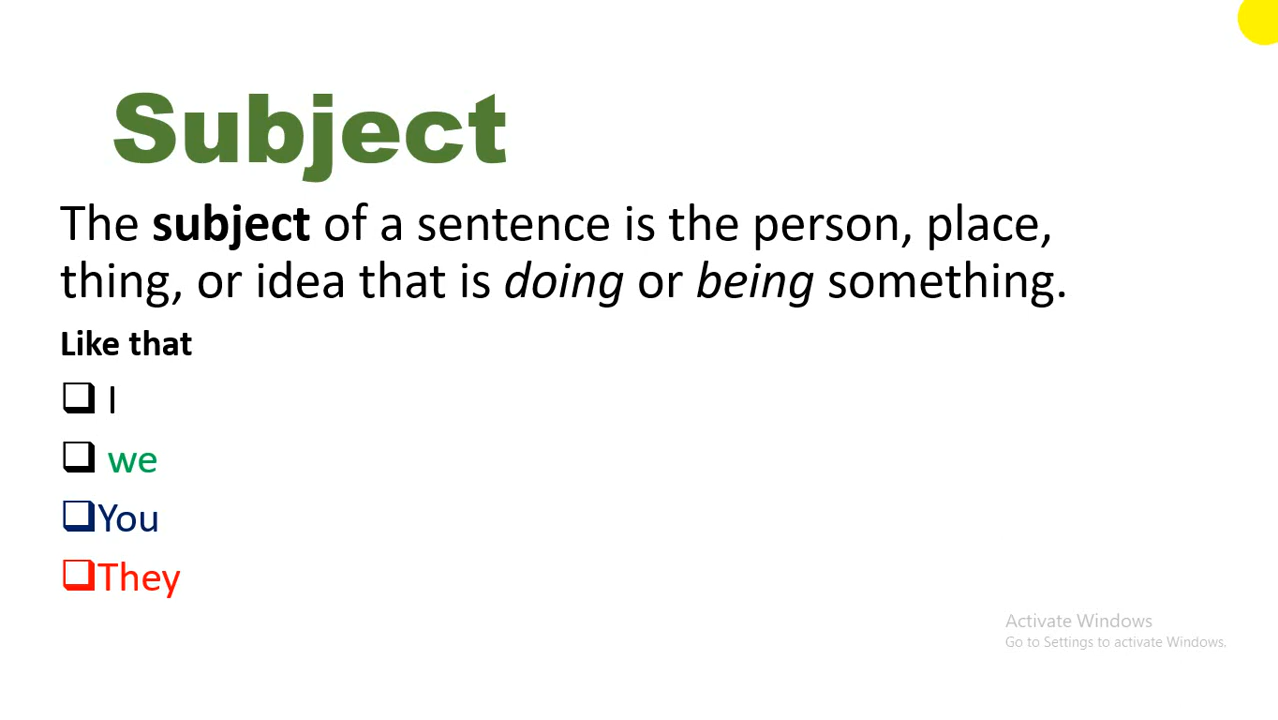 Subject
The subject of a sentence is the person, place,
thing, or idea that is doing or being something.
Like that
I
we
You
They
Activate Windows
Go to Settings to activate Windows.